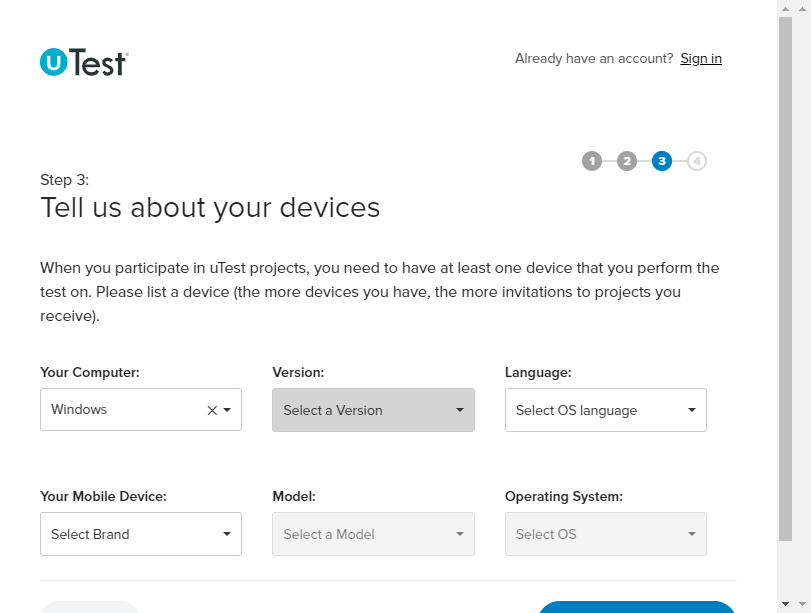 uTest
Already have an account? Sign in
1 2 3 4
Step 3:
Tell us about your devices
When you participate in uTest projects, you need to have at least one device that you perform the
test on. Please list a device (the more devices you have, the more invitations to projects you
receive).
Your Computer: Version: Language:
Windows Select a Version Select OS language
Your Mobile Device: Model: Operating System:
Select Brand Select a Model Select OS